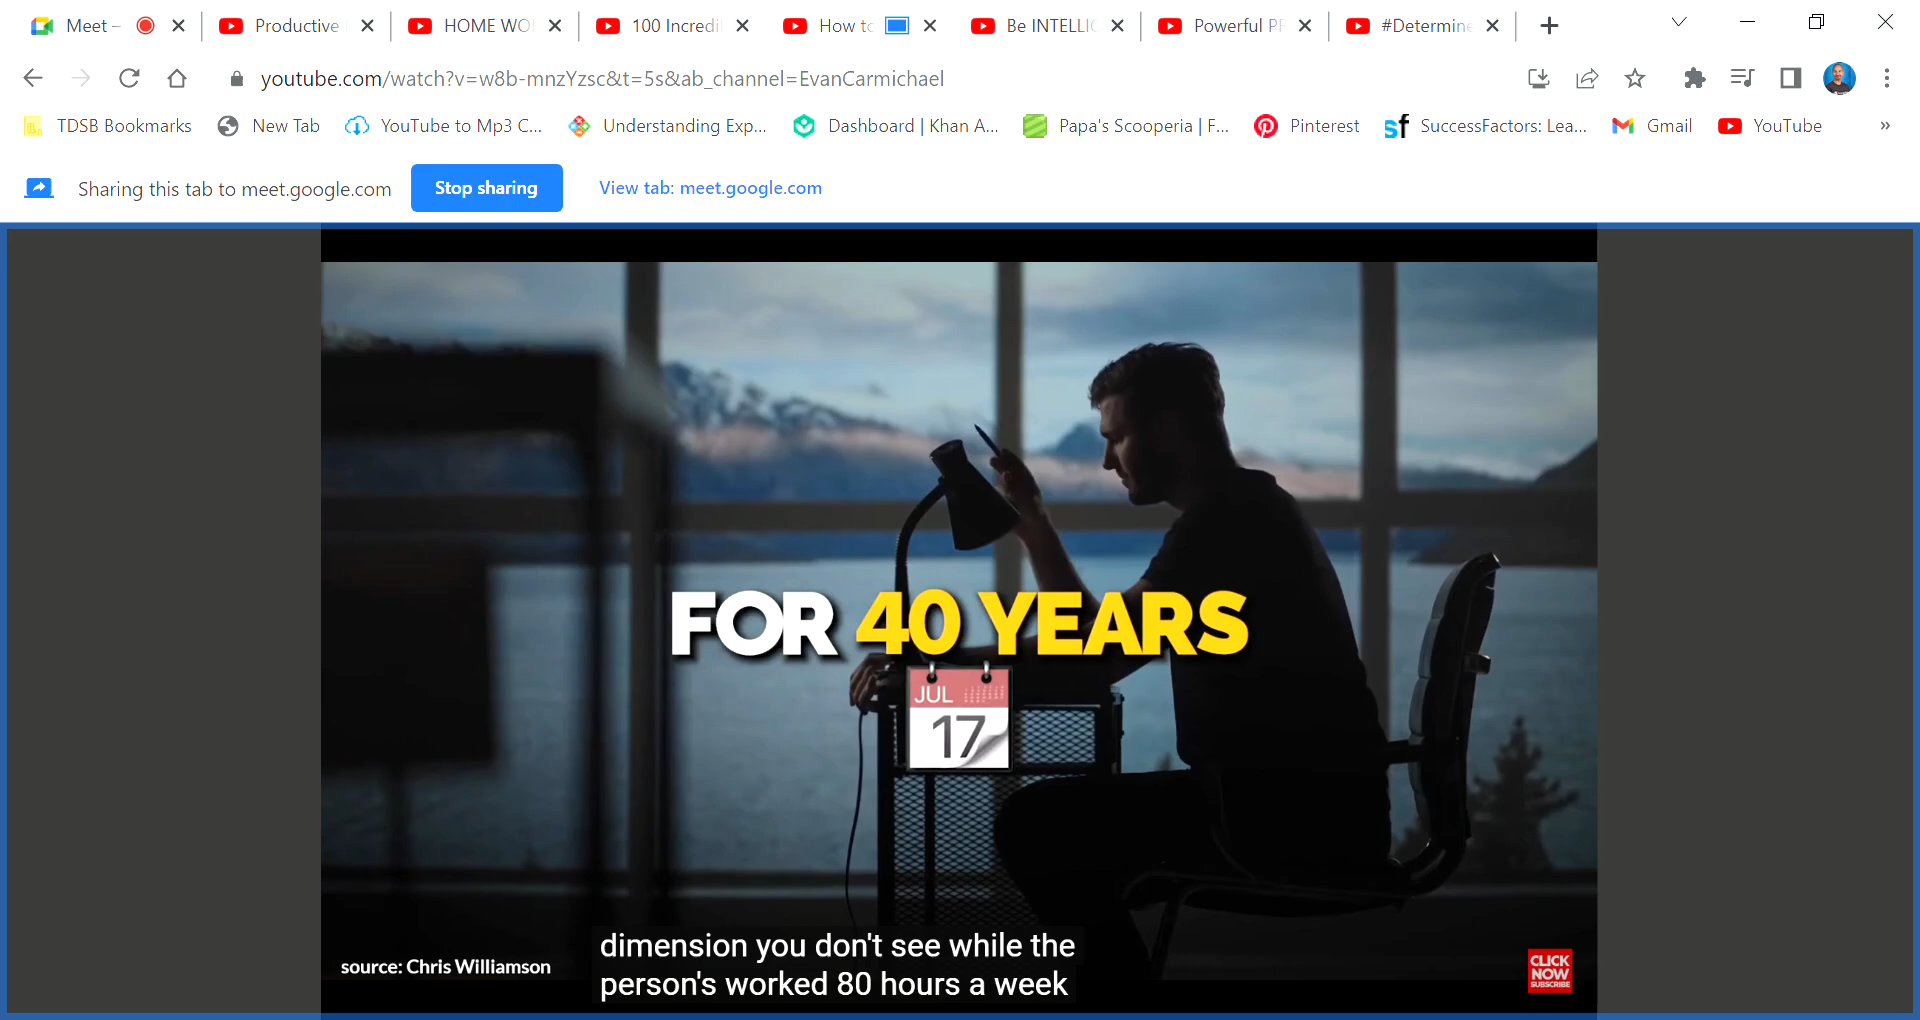 Meet –
Productive
HOME WO
100 Incredi
How to
Be INTELLIG
Powerful PR
#Determine
youtube.com/watch?v=w8b-mnzYzsc&t=5s&ab_channel=EvanCarmichael
TDSB Bookmarks
New Tab
YouTube to Mp3 C...
Understanding Exp...
Dashboard | Khan A...
Papa's Scooperia | F...
Pinterest
SuccessFactors: Lea...
Gmail
YouTube
»
Sharing this tab to meet.google.com
Stop sharing
View tab: meet.google.com
FOR 40 YEARS
JUL
17
dimension you don't see while the
person's worked 80 hours a week
source: Chris Williamson
CLICK
NOW
SUBSCRIBE